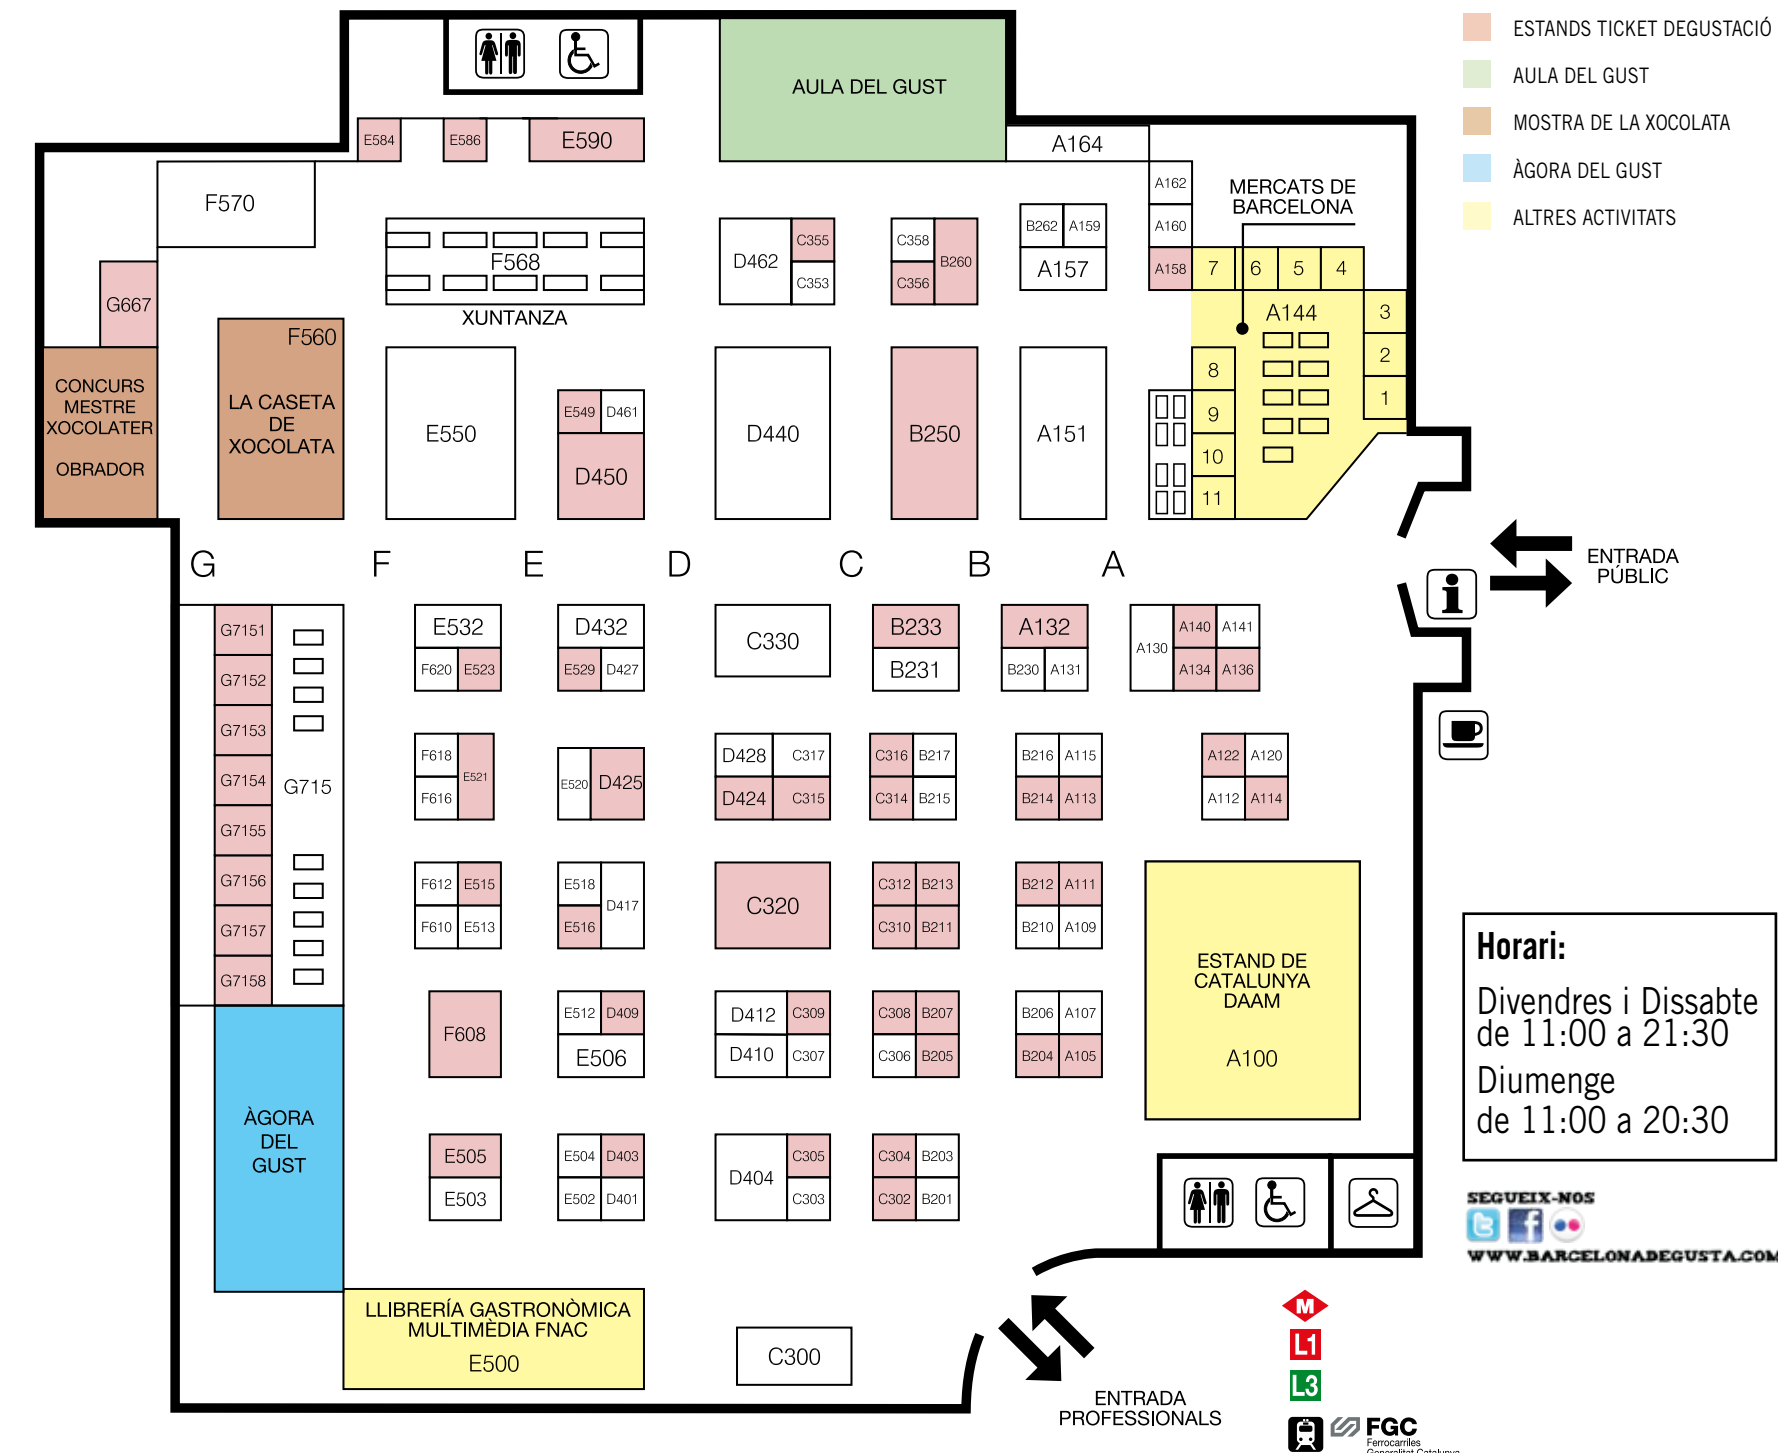 ESTANDS TICKET DEGUSTACIÓ
AULA DEL GUST
MOSTRA DE LA XOCOLATA
ÀGORA DEL GUST
ALTRES ACTIVITATS
AULA DEL GUST
E584
E586
E590
A164
F570
A162
MERCATS DE
BARCELONA
A160
A158
7
6
5
4
F568
XUNTANZA
D462
C355
C353
C358
C356
B260
B262
A159
A157
A144
3
2
1
8
9
10
11
G667
F560
LA CASETA
DE
XOCOLATA
CONCURS
MESTRE
XOCOLATER
OBRADOR
E550
E549
D461
D450
D440
B250
A151
G
F
E
D
C
B
A
ENTRADA
PÚBLIC
G7151
G7152
G7153
G7154
G7155
G7156
G7157
G7158
G715
E532
F620
E523
D432
E529
D427
C330
B233
B231
A132
B230
A131
A130
A140
A141
A134
A136
F618
F616
E521
E520
D425
D428
C317
D424
C315
C316
B217
C314
B215
B216
A115
B214
A113
A122
A120
A112
A114
F612
E515
F610
E513
E518
E516
D417
C320
C312
B213
C310
B211
B212
A111
B210
A109
ESTAND DE
CATALUNYA
DAAM
A100
F608
E512
D409
E506
D412
C309
D410
C307
C308
B207
C306
B205
B206
A107
B204
A105
Horari:
Divendres i Dissabte
de 11:00 a 21:30
Diumenge
de 11:00 a 20:30
ÀGORA
DEL
GUST
E505
E503
E504
D403
E502
D401
D404
C305
C303
C304
B203
C302
B201
SEGUEIX-NOS
WWW.BARCELONADEGUSTA.COM
LLIBRERÍA GASTRONÒMICA
MULTIMÈDIA FNAC
E500
C300
ENTRADA
PROFESSIONALS
M
L1
L3
FGC
Ferrocarriles
Generalitat Catalunya